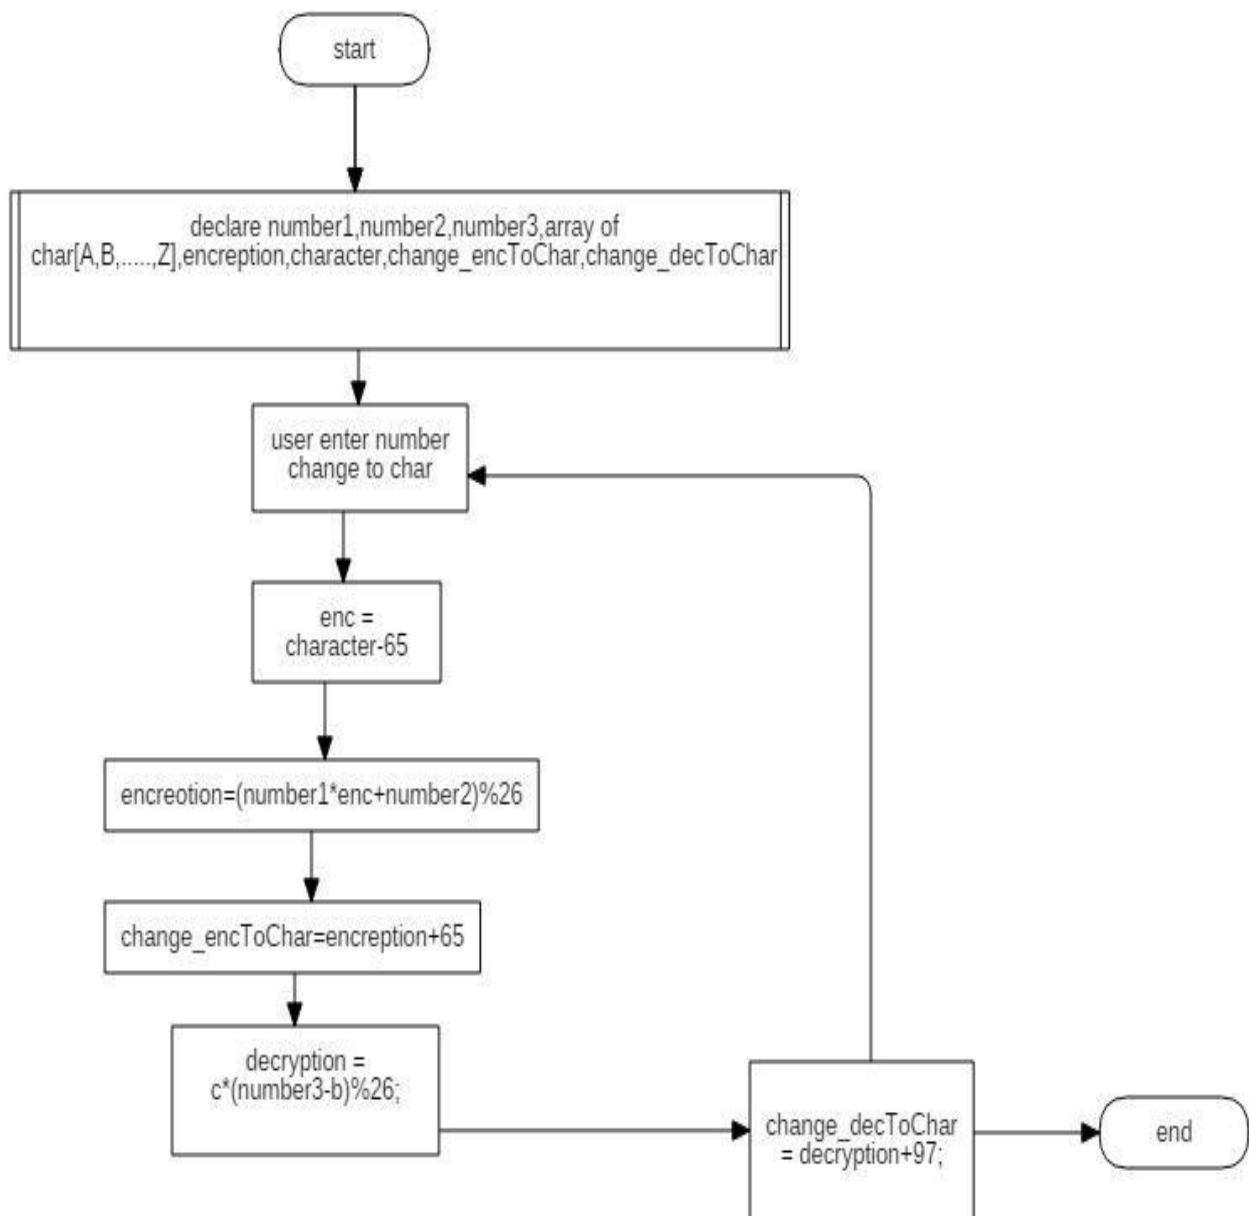 start
declare number1,number2,number3,array of
char[A,B,.....,Z],encreption,character,change_encToChar,change_decToChar
user enter number
change to char
enc =
character-65
encreotion=(number1*enc+number2)%26
change_encToChar=encreption+65
decryption =
c*(number3-b)%26;
change_decToChar
= decryption+97;
end